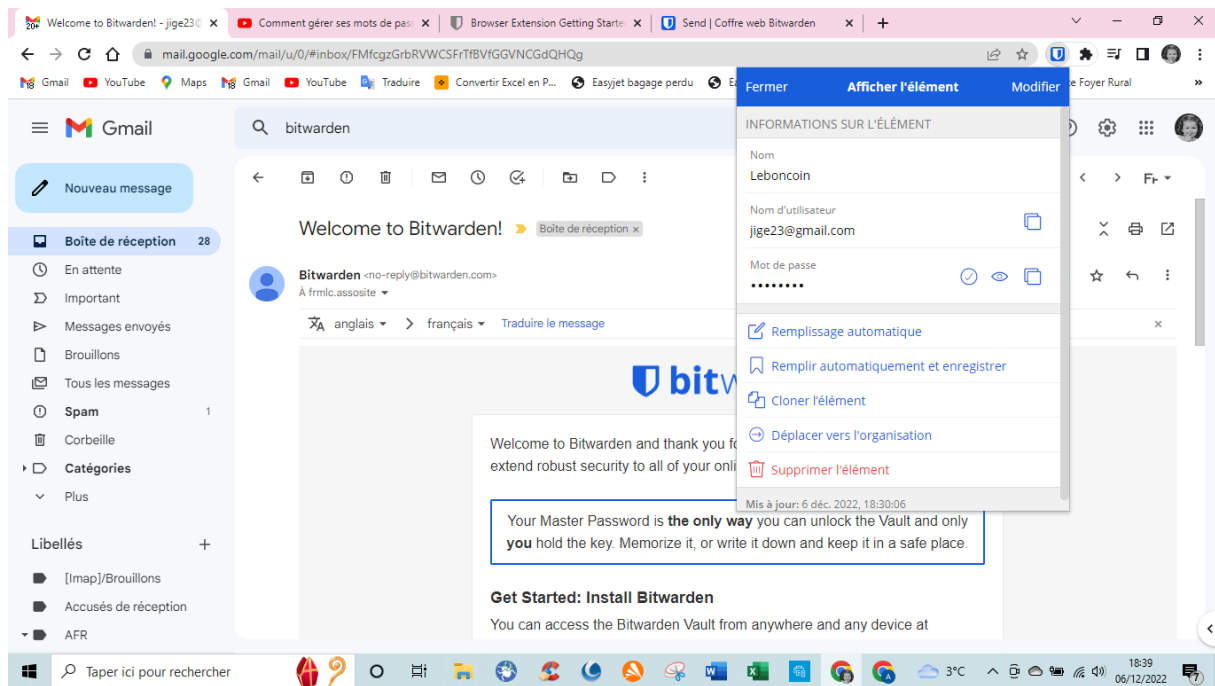 Welcome to Bitwarden! - jige23
Comment gérer ses mots de pas
Browser Extension Getting Starte
Send | Coffre web Bitwarden
mail.google.com/mail/u/0/#inbox/FMfcgzGrbRVWCSFrTfBVfGGVNCGdQHQg
Gmail YouTube Maps Gmail YouTube Traduire Convertir Excel en P... Easyjet bagage perdu
ce Foyer Rural
Gmail
bitwarden
Nouveau message
Boîte de réception 28
En attente
Important
Messages envoyés
Brouillons
Tous les messages
Spam 1
Corbeille
Catégories
Plus
Libellés
[Imap]/Brouillons
Accusés de réception
AFR
Welcome to Bitwarden! Boîte de réception ×
Bitwarden <no-reply@bitwarden.com>
À frmlc.assosite
anglais > français Traduire le message
bitw
Welcome to Bitwarden and thank you
extend robust security to all of your
Your Master Password is the only way you can unlock the Vault and only
you hold the key. Memorize it, or write it down and keep it in a safe place.
Get Started: Install Bitwarden
You can access the Bitwarden Vault from anywhere and any device at
Fermer Afficher l'élément Modifier
INFORMATIONS SUR L'ÉLÉMENT
Nom
Leboncoin
Nom d'utilisateur
jige23@gmail.com
Mot de passe
••••••••
Remplissage automatique
Remplir automatiquement et enregistrer
Cloner l'élément
Déplacer vers l'organisation
Supprimer l'élément
Mis à jour: 6 déc. 2022, 18:30:06
Taper ici pour rechercher
3°C
18:39
06/12/2022